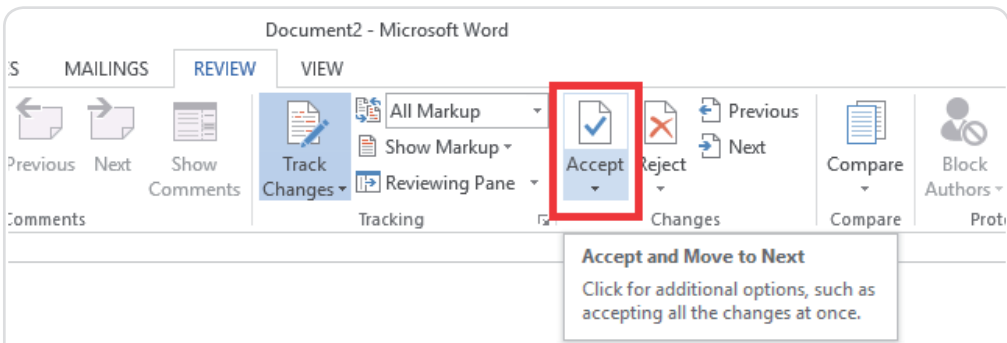 Document2 - Microsoft Word
MAILINGS REVIEW VIEW
All Markup
Previous
Show Markup
Next
Previous Next Show Comments
Track Changes
Reviewing Pane
Accept
Reject
Compare
Block Authors
Comments
Tracking
Changes
Compare
Accept and Move to Next
Click for additional options, such as
accepting all the changes at once.